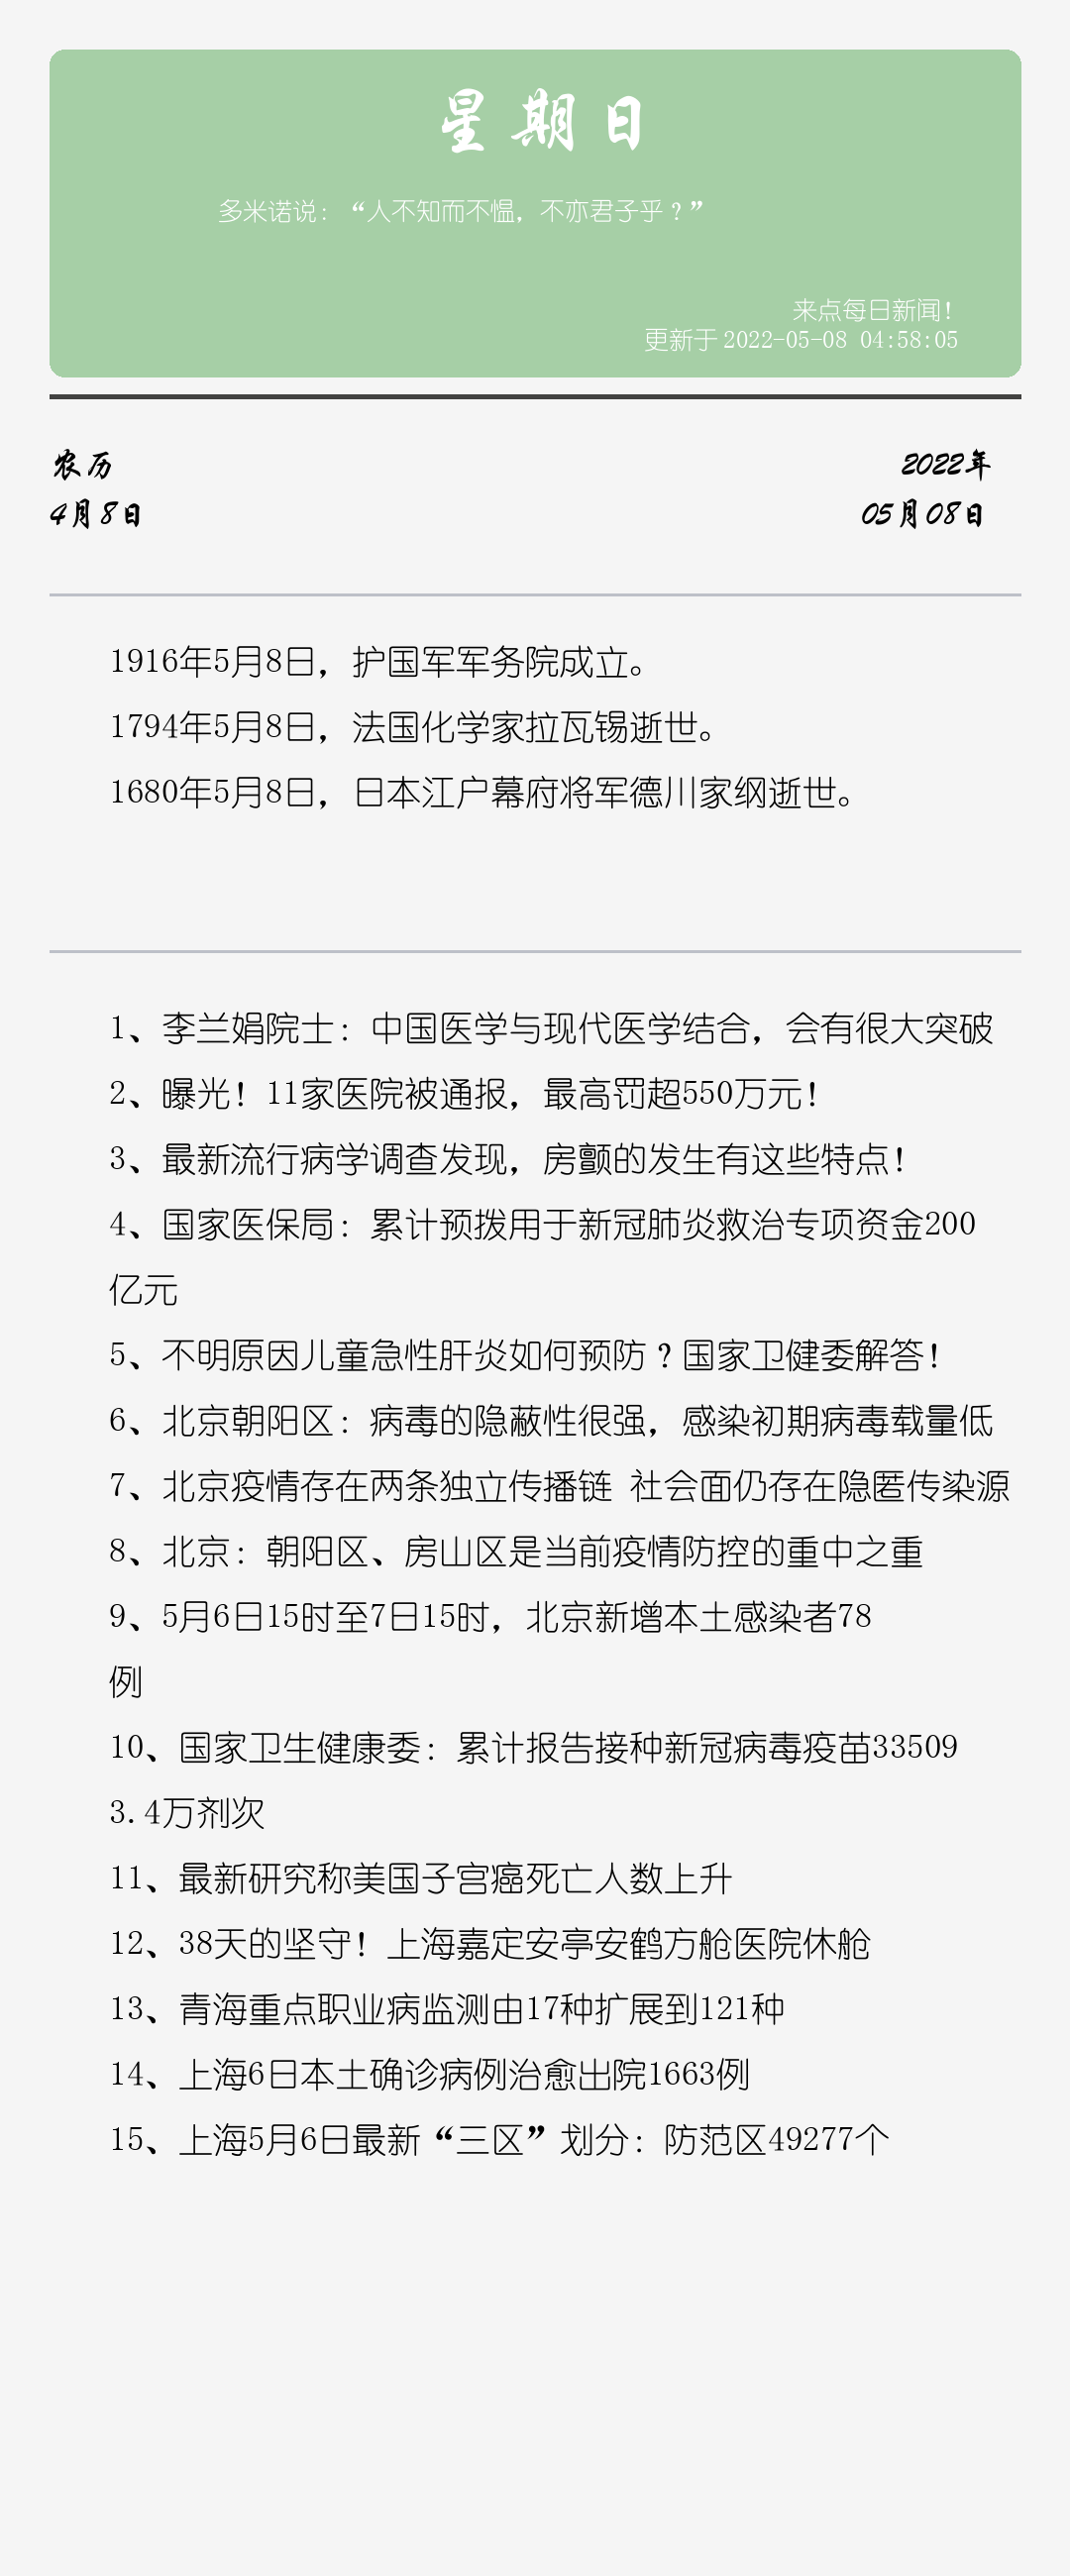 星期日
多米诺说：“人不知而不愠，不亦君子乎？”
来点每日新闻！
更新于 2022-05-08 04:58:05
农历
2022年
4月8日
05月08日
1916年5月8日，护国军军务院成立。
1794年5月8日，法国化学家拉瓦锡逝世。
1680年5月8日，日本江户幕府将军德川家纲逝世。
1、李兰娟院士：中国医学与现代医学结合，会有很大突破
2、曝光！11家医院被通报，最高罚超550万元！
3、最新流行病学调查发现，房颤的发生有这些特点！
4、国家医保局：累计预拨用于新冠肺炎救治专项资金200
亿元
5、不明原因儿童急性肝炎如何预防？国家卫健委解答！
6、北京朝阳区：病毒的隐蔽性很强，感染初期病毒载量低
7、北京疫情存在两条独立传播链 社会面仍存在隐匿传染源
8、北京：朝阳区、房山区是当前疫情防控的重中之重
9、5月6日15时至7日15时，北京新增本土感染者78
例
10、国家卫生健康委：累计报告接种新冠病毒疫苗33509
3.4万剂次
11、最新研究称美国子宫癌死亡人数上升
12、38天的坚守！上海嘉定安亭安鹤方舱医院休舱
13、青海重点职业病监测由17种扩展到121种
14、上海6日本土确诊病例治愈出院1663例
15、上海5月6日最新“三区”划分：防范区49277个